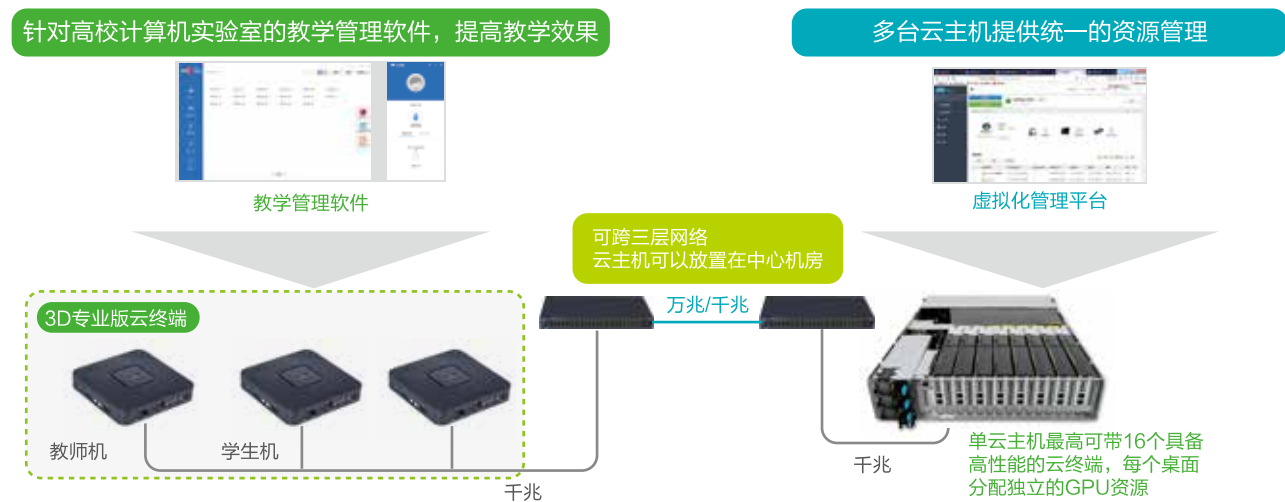 针对高校计算机实验室的教学管理软件，提高教学效果
多台云主机提供统一的资源管理
教学管理软件
虚拟化管理平台
可跨三层网络
云主机可以放置在中心机房
3D专业版云终端
万兆/千兆
教师机
学生机
千兆
千兆
单云主机最高可带16个具备
高性能的云终端，每个桌面
分配独立的GPU资源